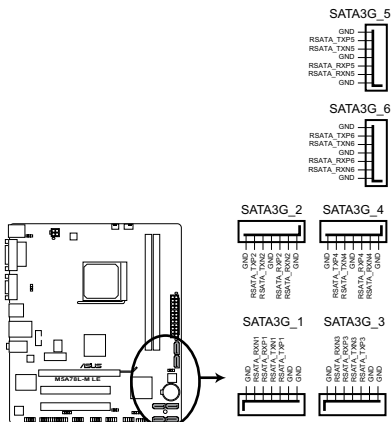 SATA3G_5
GND
RSATA_TXP5
RSATA_TXN5
GND
RSATA_RXP5
RSATA_RXN5
GND
SATA3G_6
GND
RSATA_TXP6
RSATA_TXN6
GND
RSATA_RXP6
RSATA_RXN6
GND
SATA3G_2
GND
RSATA_TXP2
RSATA_TXN2
GND
RSATA_RXP2
RSATA_RXN2
GND
SATA3G_4
GND
RSATA_TXP4
RSATA_TXN4
GND
RSATA_RXP4
RSATA_RXN4
GND
SATA3G_1
GND
RSATA_RXN1
RSATA_RXP1
RSATA_TXN1
RSATA_TXP1
GND
GND
SATA3G_3
GND
RSATA_RXN3
RSATA_RXP3
RSATA_TXN3
RSATA_TXP3
GND
GND
ASUS
M5A78L-M LE